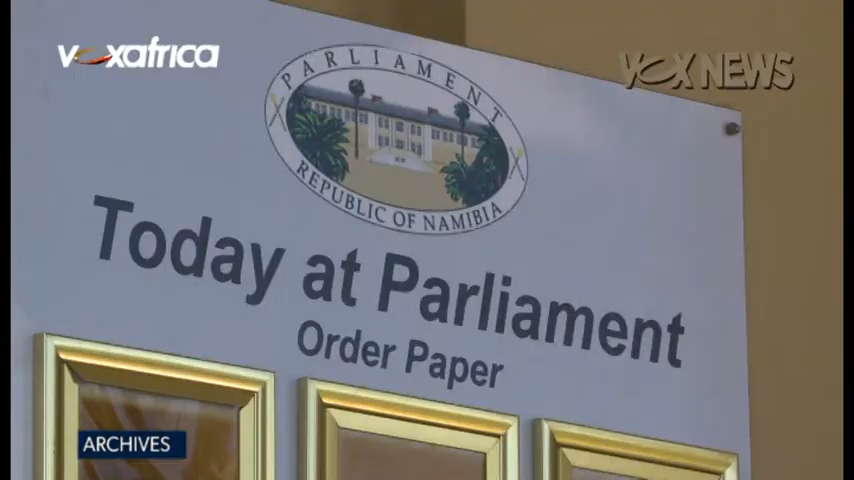 voxafrica
VOX NEWS
PARLIAMENT
REPUBLIC OF NAMIBIA
Today at Parliament
Order Paper
ARCHIVES